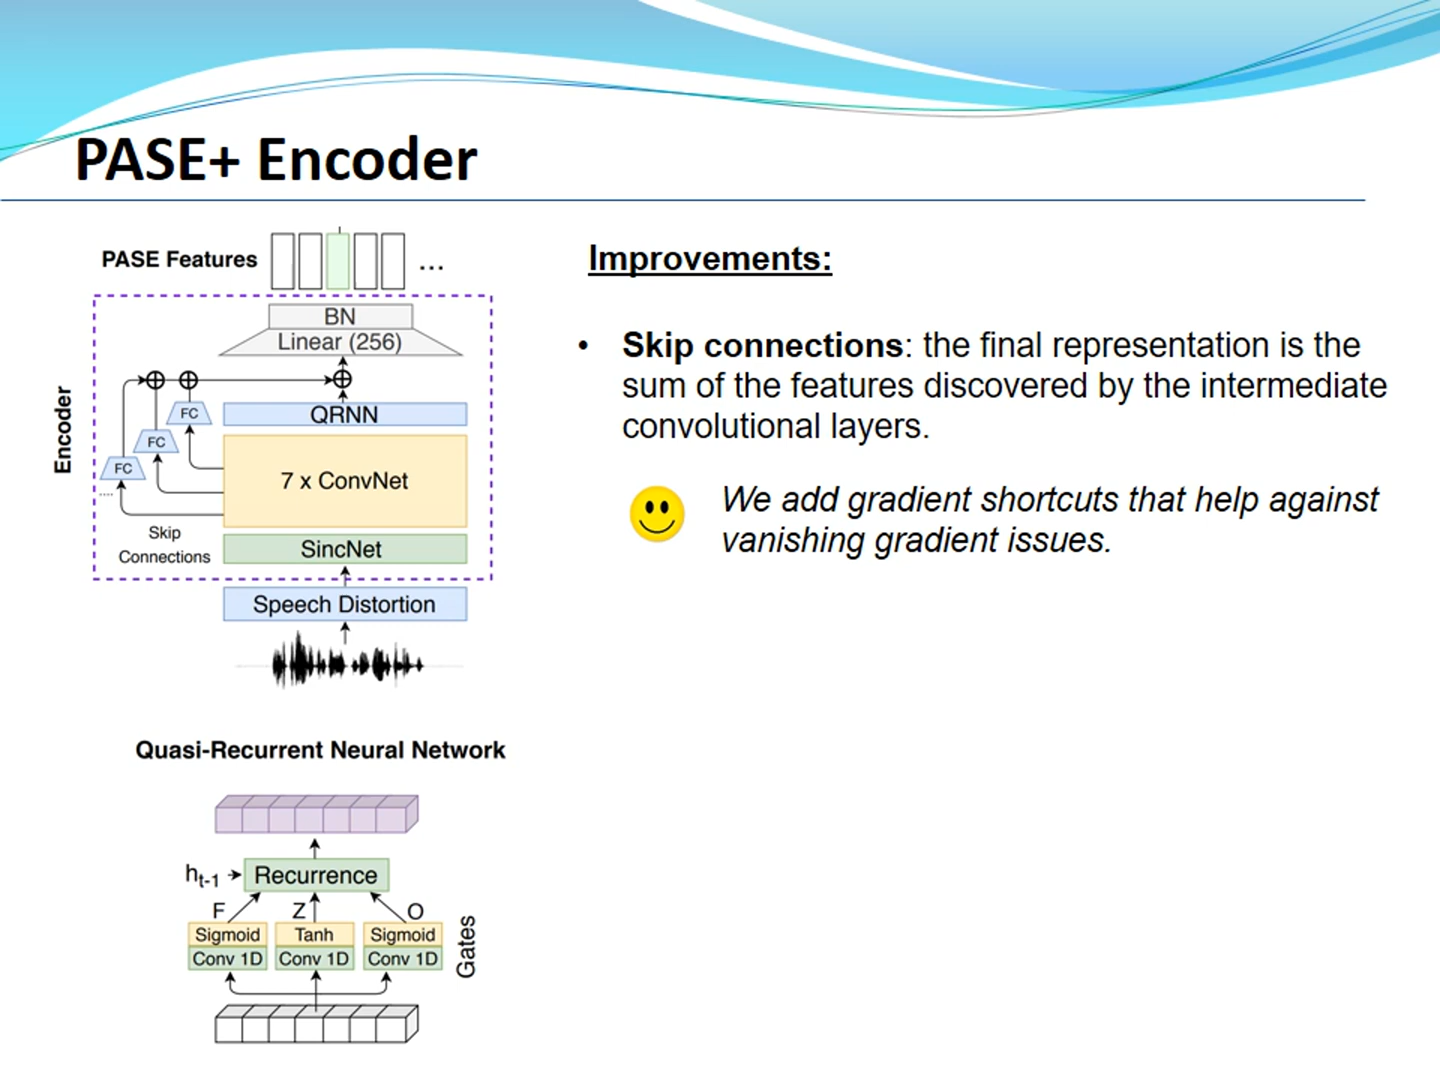 PASE+ Encoder
PASE Features
...
BN
Linear (256)
QRNN
FC
FC
FC
....
7 x ConvNet
Skip
Connections
SincNet
Encoder
Speech Distortion
Improvements:
• Skip connections: the final representation is the
sum of the features discovered by the intermediate
convolutional layers.
We add gradient shortcuts that help against
vanishing gradient issues.
Quasi-Recurrent Neural Network
ht-1
Recurrence
F Z O
Sigmoid Tanh Sigmoid
Conv 1D Conv 1D Conv 1D
Gates